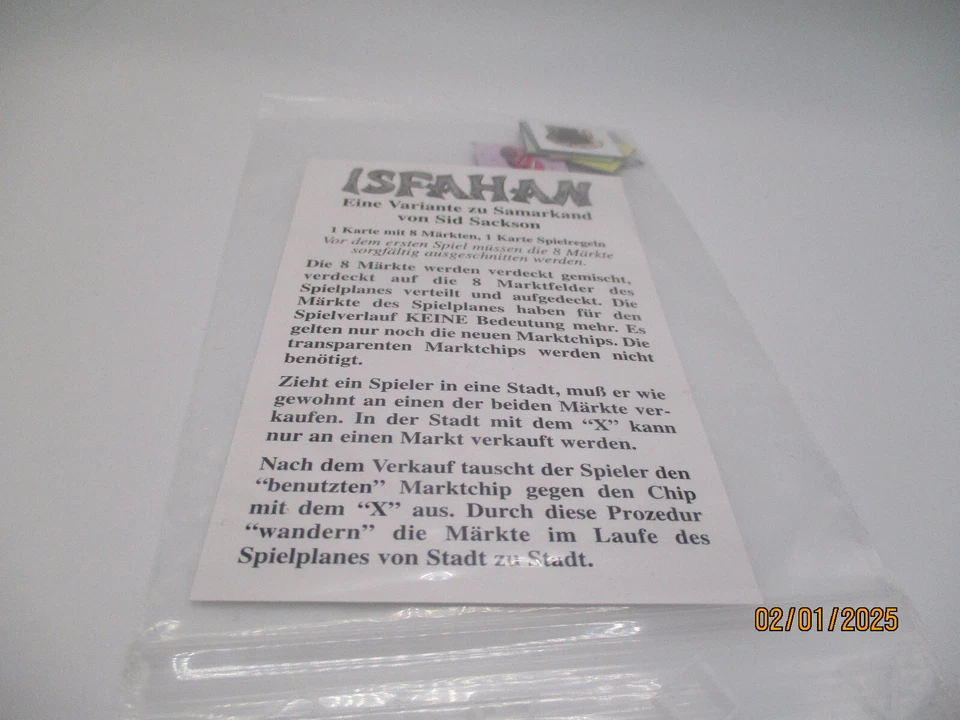 ISFAHAN
Eine Variante zu Samarkand
von Sid Sackson
1 Karte mit 8 Märkten, 1 Karte Spielregeln
Vor dem ersten Spiel müssen die 8 Märkte
sorgfältig ausgeschnitten werden.
Die 8 Märkte werden verdeckt gemischt,
verdeckt auf die 8 Marktfelder des
Spielplanes verteilt und aufgedeckt. Die
Märkte des Spielplanes haben für den
Spielverlauf KEINE Bedeutung mehr. Es
gelten nur noch die neuen Marktchips. Die
transparenten Marktchips werden nicht
benötigt.
Zieht ein Spieler in eine Stadt, muß er wie
gewohnt an einen der beiden Märkte ver-
kaufen. In der Stadt mit dem “X” kann
nur an einen Markt verkauft werden.
Nach dem Verkauf tauscht der Spieler den
“benutzten” Marktchip gegen den Chip
mit dem “X” aus. Durch diese Prozedur
“wandern” die Märkte im Laufe des
Spielplanes von Stadt zu Stadt.
02/01/2025